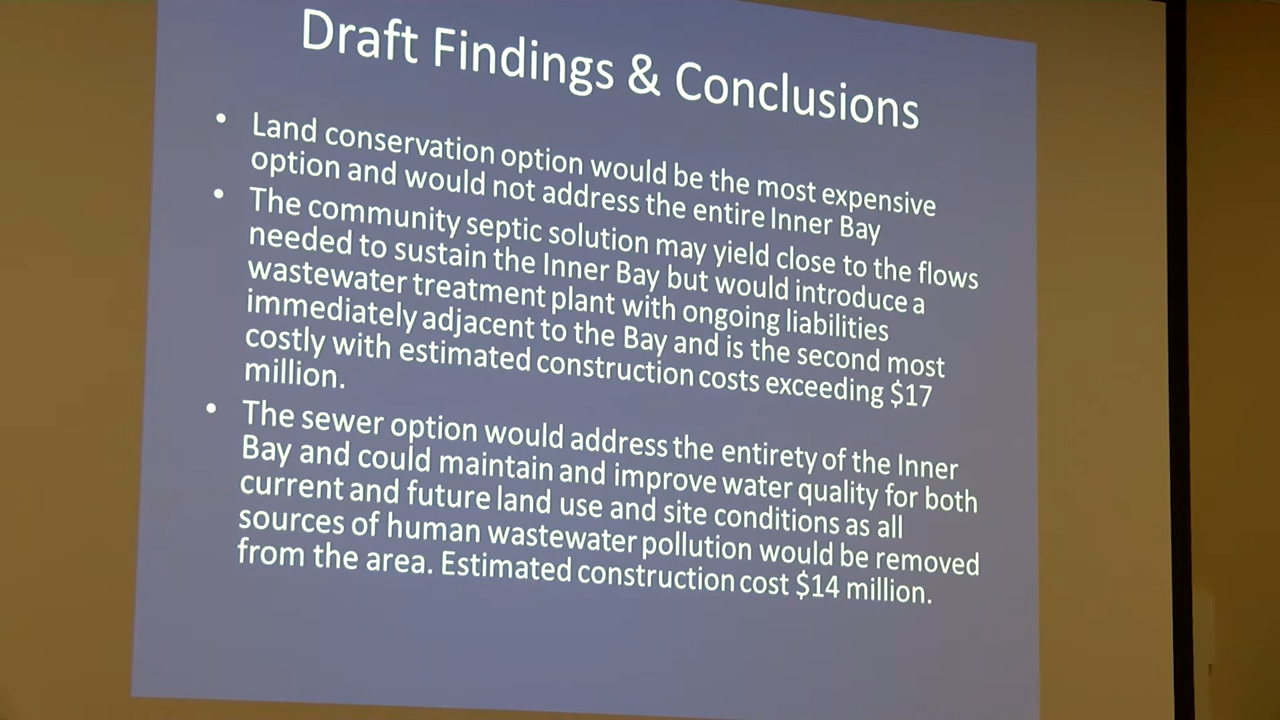 Draft Findings & Conclusions
• Land conservation option would be the most expensive
option and would not address the entire Inner Bay
• The community septic solution may yield close to the flows
needed to sustain the Inner Bay but would introduce a
wastewater treatment plant with ongoing liabilities
immediately adjacent to the Bay and is the second most
costly with estimated construction costs exceeding $17
million.
• The sewer option would address the entirety of the Inner
Bay and could maintain and improve water quality for both
current and future land use and site conditions as all
sources of human wastewater pollution would be removed
from the area. Estimated construction cost $14 million.